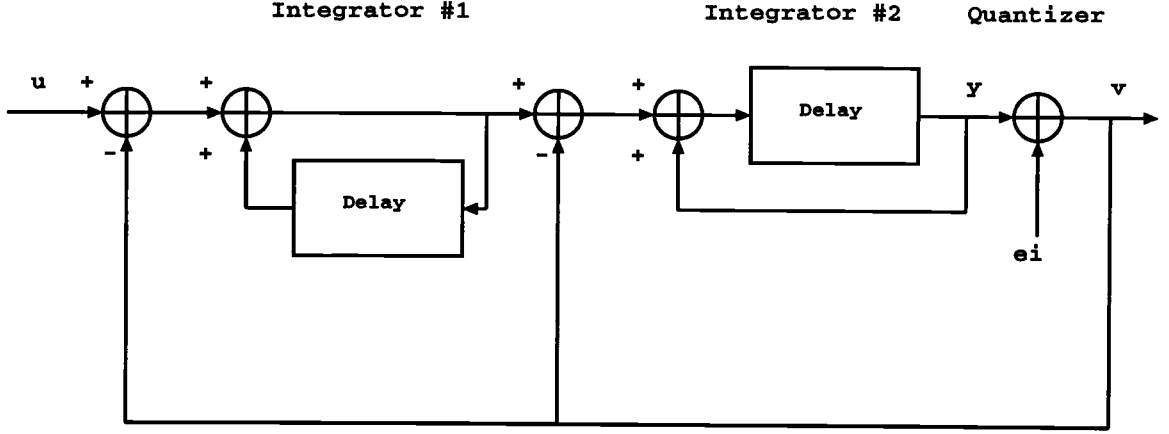 Integrator #1
Integrator #2
Quantizer
u
+
+
+
+
y
v
Delay
-
+
-
+
Delay
ei